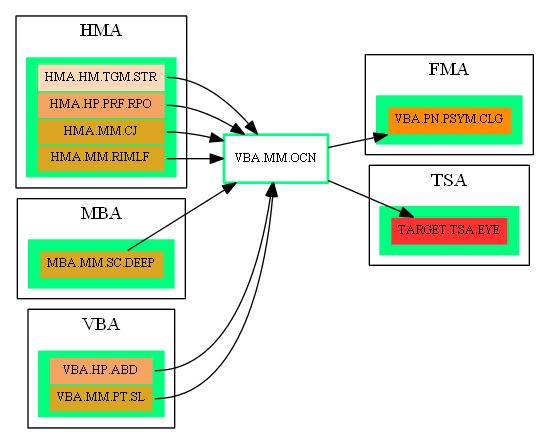 HMA
HMA.HM.TGM.STR
HMA.HP.PRF.RPO
HMA.MM.CJ
HMA.MM.RIMLF
MBA
MBA.MM.SC.DEEP
VBA
VBA.HP.ABD
VBA.MM.PT.SL
VBA.MM.OCN
FMA
VBA.PN.PSYM.CLG
TSA
TARGET.TSA.EYE